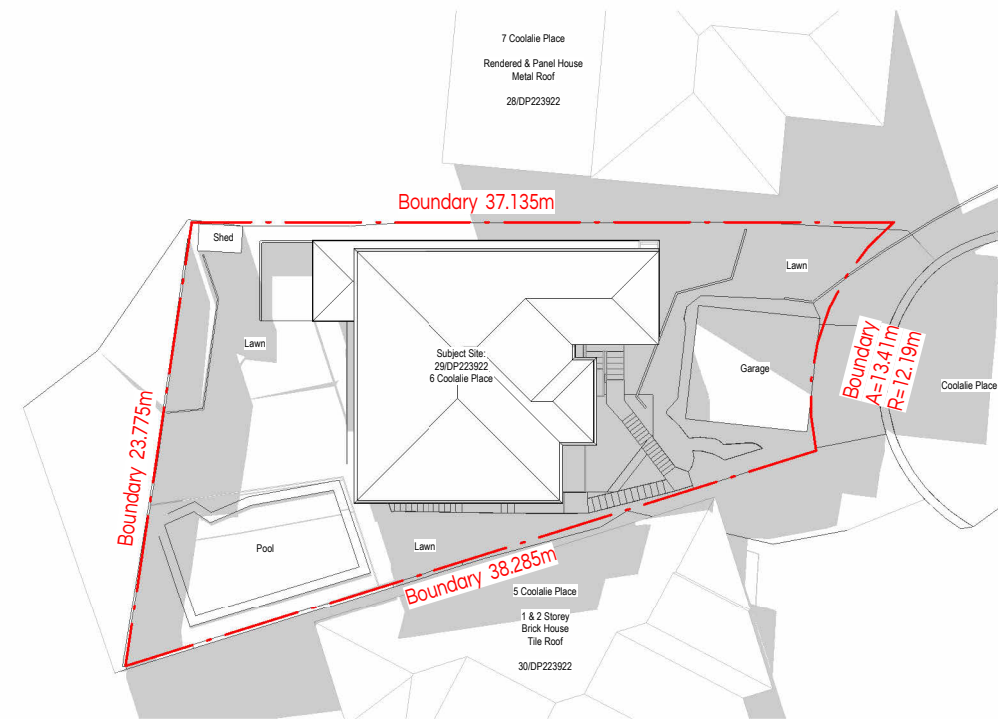 7 Coolalie Place
Rendered & Panel House
Metal Roof
28/DP223922
Boundary 37.135m
Shed
Lawn
Lawn
Subject Site:
29/DP223922
6 Coolalie Place
Garage
Boundary
A=13.41m
R=12.19m
Coolalie Place
Boundary 23.775m
Pool
Lawn
Boundary 38.285m
5 Coolalie Place
1 & 2 Storey
Brick House
Tile Roof
30/DP223922